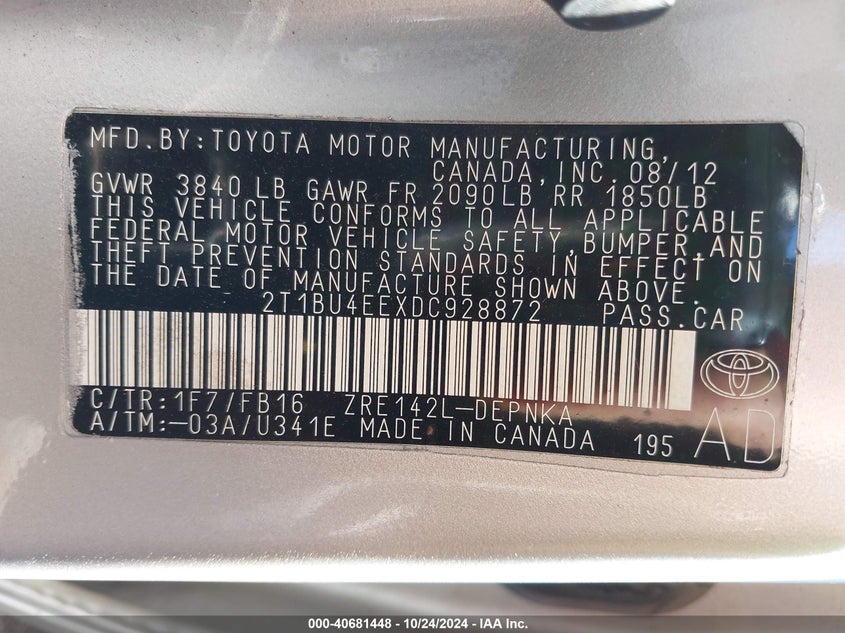 MFD.BY:TOYOTA MOTOR MANUFACTURING,
CANADA, INC. 08/12
GVWR 3840 LB GAWR FR 2090LB RR 1850LB
THIS VEHICLE CONFORMS TO ALL APPLICABLE
FEDERAL MOTOR VEHICLE SAFETY, BUMPER, AND
THEFT PREVENTION STANDARDS IN EFFECT ON
THE DATE OF MANUFACTURE SHOWN ABOVE.
2T1BU4EEXDC928872 PASS.CAR
C/TR:1F7/FB16 ZRE142L-DEPNKA
A/TM:-03A/U341E MADE IN CANADA 195 AD
000-40681448 - 10/24/2024 - IAA Inc.